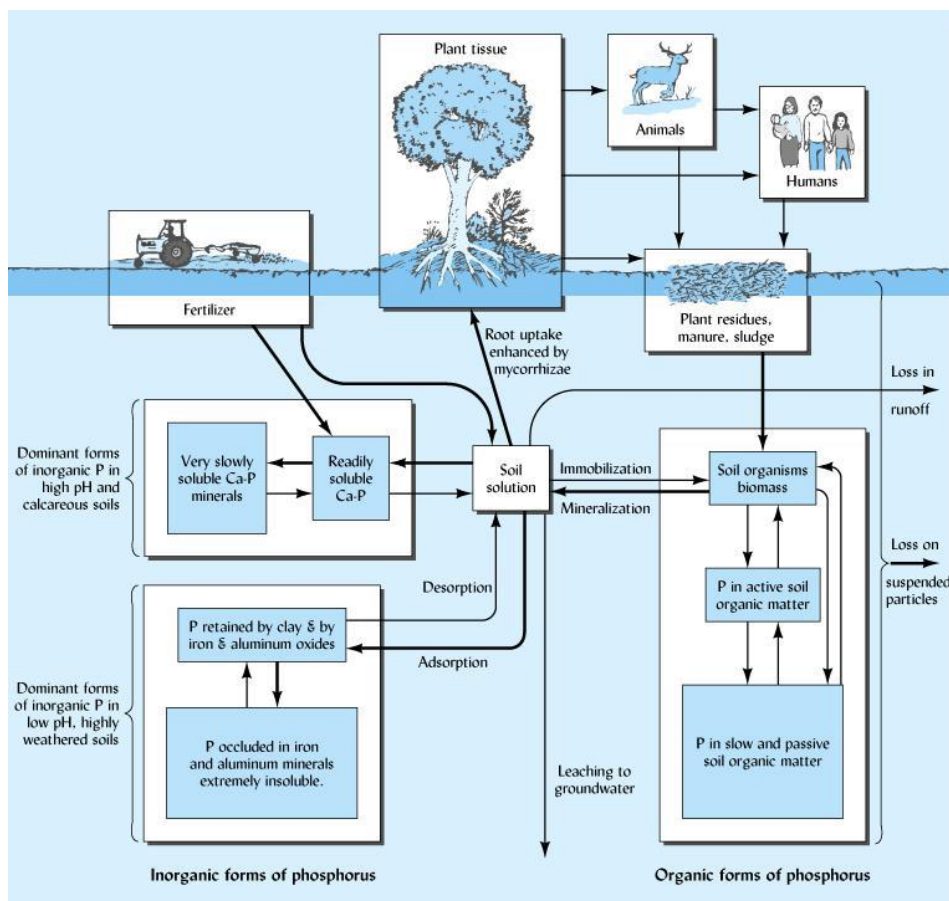 Plant tissue
Animals
Humans
Fertilizer
Plant residues,
manure, sludge
Root uptake
enhanced by
mycorrhizae
Loss in
runoff
Dominant forms
of inorganic P in
high pH and
calcareous soils
Very slowly
soluble Ca-P
minerals
Readily
soluble
Ca-P
Soil
solution
Immobilization
Mineralization
Soil organisms
biomass
Loss on
suspended
particles
Desorption
P in active soil
organic matter
P retained by clay & by
iron & aluminum oxides
Adsorption
Dominant forms
of inorganic P in
low pH, highly
weathered soils
P occluded in iron
and aluminum minerals
extremely insoluble.
P in slow and passive
soil organic matter
Leaching to
groundwater
Inorganic forms of phosphorus
Organic forms of phosphorus